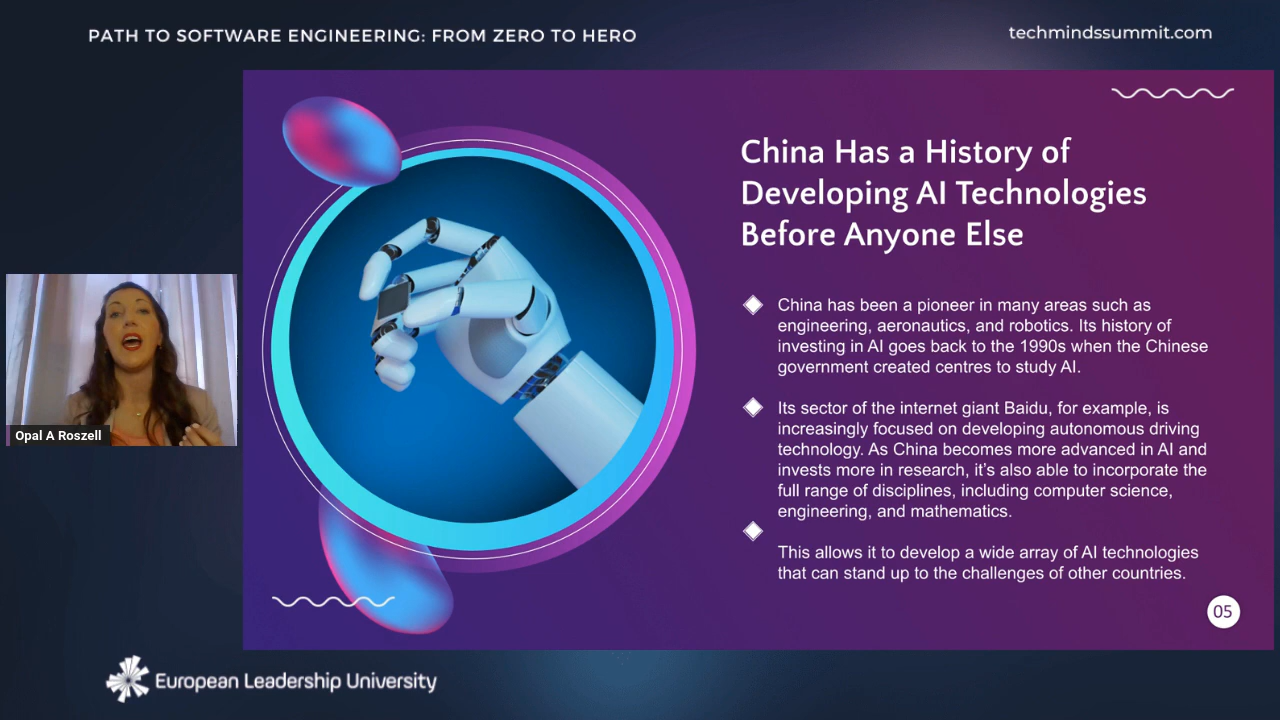 PATH TO SOFTWARE ENGINEERING: FROM ZERO TO HERO
techmindssummit.com
China Has a History of
Developing AI Technologies
Before Anyone Else
China has been a pioneer in many areas such as
engineering, aeronautics, and robotics. Its history of
investing in AI goes back to the 1990s when the Chinese
government created centres to study AI.
Its sector of the internet giant Baidu, for example, is
increasingly focused on developing autonomous driving
technology. As China becomes more advanced in AI and
invests more in research, it's also able to incorporate the
full range of disciplines, including computer science,
engineering, and mathematics.
This allows it to develop a wide array of AI technologies
that can stand up to the challenges of other countries.
05
Opal A Roszell
European Leadership University